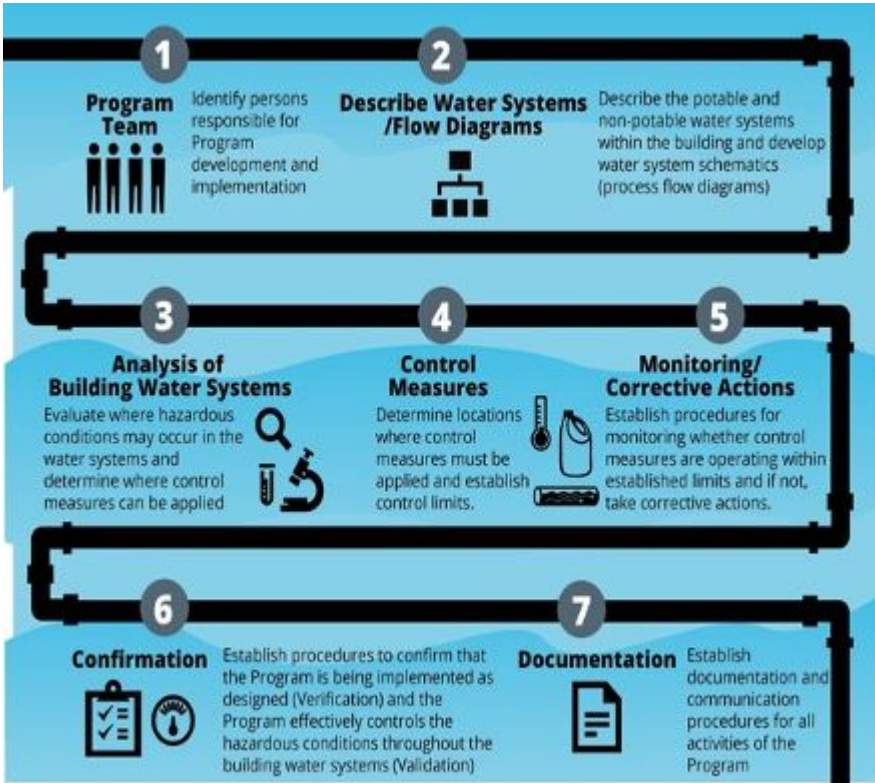 1
Program
Team
Identify persons
responsible for
Program
development and
implementation
2
Describe Water Systems
/Flow Diagrams
Describe the potable and
non-potable water systems
within the building and develop
water system schematics
(process flow diagrams)
3
Analysis of
Building Water Systems
Evaluate where hazardous
conditions may occur in the
water systems and
determine where control
measures can be applied
4
Control
Measures
Determine locations
where control
measures must be
applied and establish
control limits.
5
Monitoring/
Corrective Actions
Establish procedures for
monitoring whether control
measures are operating within
established limits and if not,
take corrective actions.
6
Confirmation
Establish procedures to confirm that
the Program is being implemented as
designed (Verification) and the
Program effectively controls the
hazardous conditions throughout the
building water systems (Validation)
7
Documentation
Establish
documentation and
communication
procedures for all
activities of the
Program